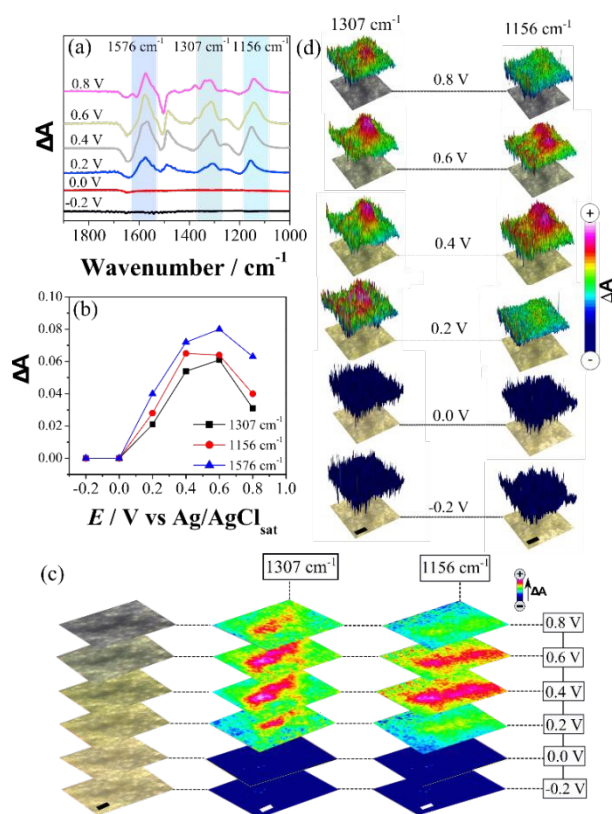 (a)
1576 cm⁻¹ 1307 cm⁻¹ 1156 cm⁻¹
0.8 V
0.6 V
0.4 V
0.2 V
0.0 V
-0.2 V
ΔA
1800 1600 1400 1200 1000
Wavenumber / cm⁻¹
(b)
0.10
0.08
0.06
0.04
0.02
0.00
ΔA
1307 cm⁻¹
1156 cm⁻¹
1576 cm⁻¹
-0.2 0.0 0.2 0.4 0.6 0.8 1.0
E / V vs Ag/AgCl_sat
(d)
1307 cm⁻¹ 1156 cm⁻¹
0.8 V
0.6 V
0.4 V
0.2 V
0.0 V
-0.2 V
+
ΔA
-
(c)
1307 cm⁻¹ 1156 cm⁻¹
+
ΔA
-
0.8 V
0.6 V
0.4 V
0.2 V
0.0 V
-0.2 V